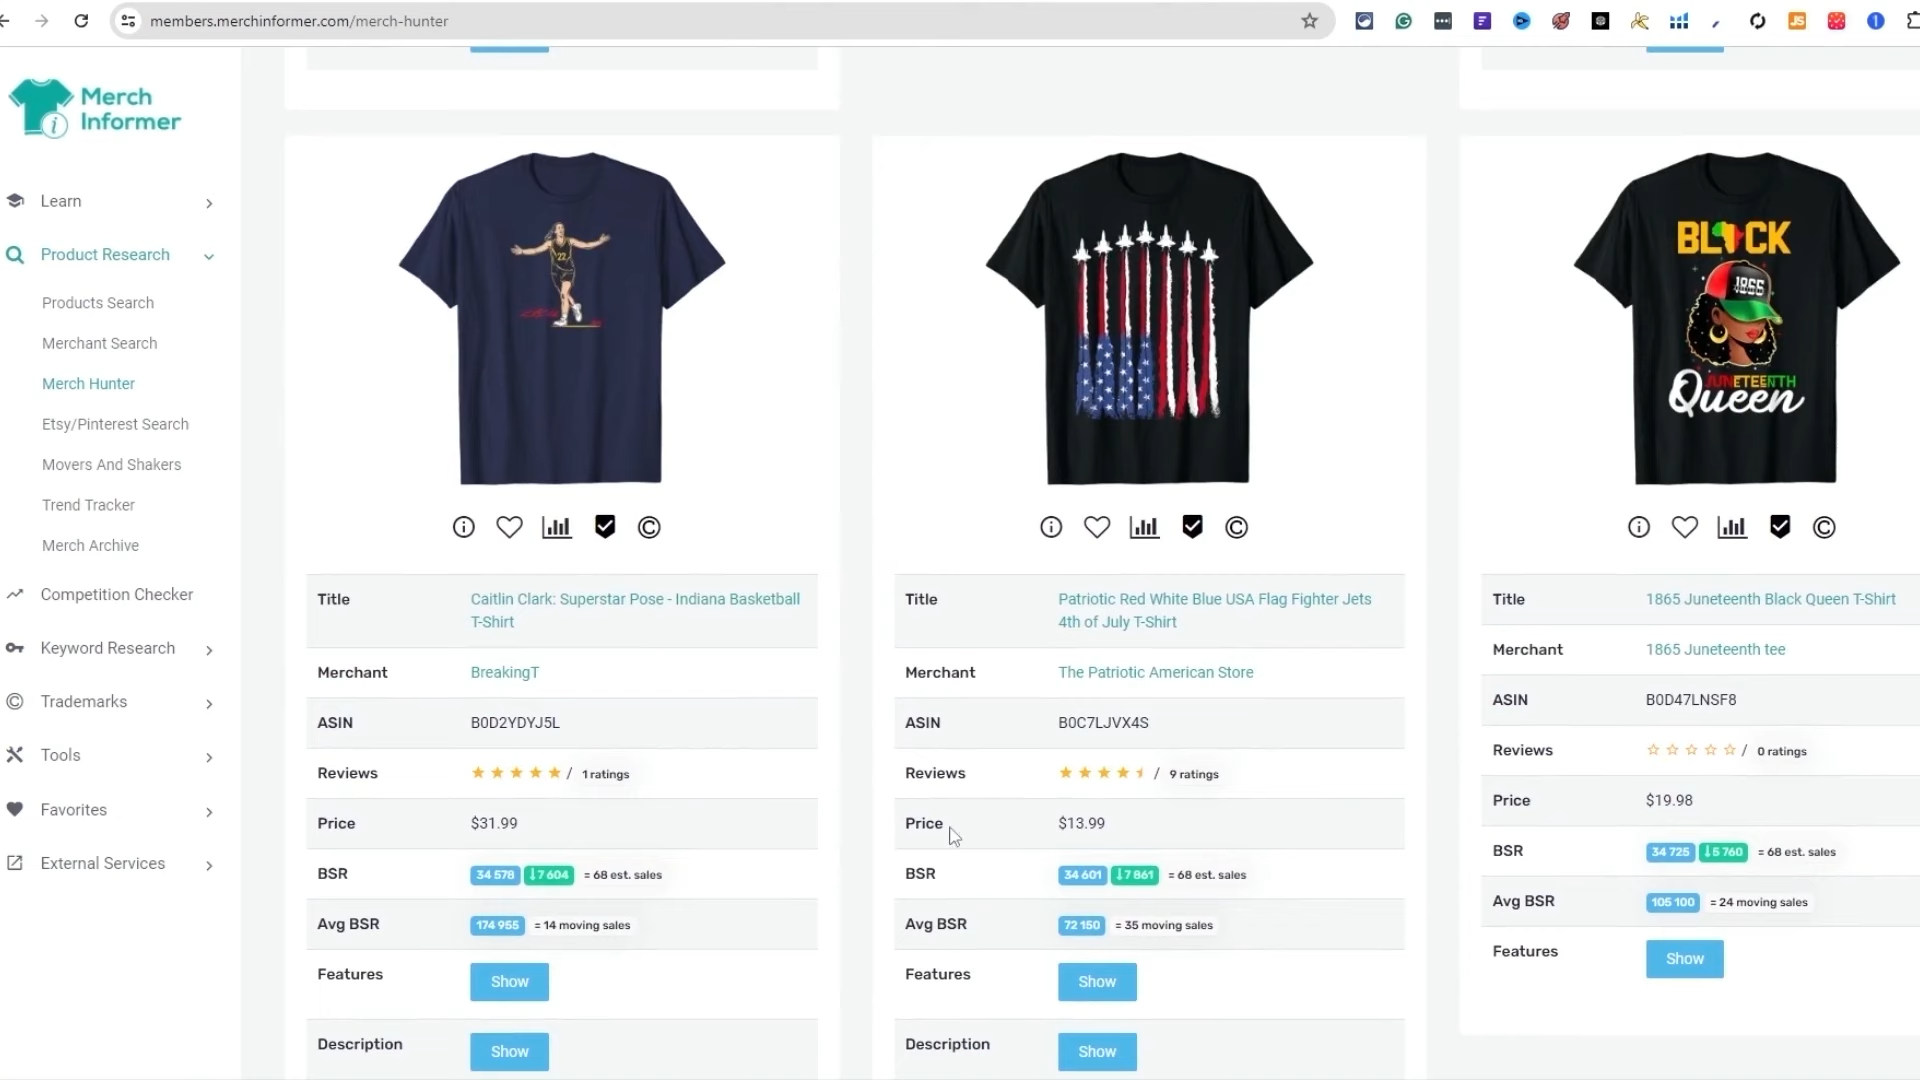 members.merchinformer.com/merch-hunter
Merch
Informer
Learn
Product Research
Products Search
Merchant Search
Merch Hunter
Etsy/Pinterest Search
Movers And Shakers
Trend Tracker
Merch Archive
Competition Checker
Keyword Research
Trademarks
Tools
Favorites
External Services
22
Title
Caitlin Clark: Superstar Pose - Indiana Basketball
T-Shirt
Merchant
BreakingT
ASIN
B0D2YDYJ5L
Reviews
/ 1 ratings
Price
$31.99
BSR
34 578 ↓7 604 = 68 est. sales
Avg BSR
174 955 = 14 moving sales
Features
Show
Description
Show
Title
Patriotic Red White Blue USA Flag Fighter Jets
4th of July T-Shirt
Merchant
The Patriotic American Store
ASIN
B0C7LJVX4S
Reviews
/ 9 ratings
Price
$13.99
BSR
34 601 ↓7 861 = 68 est. sales
Avg BSR
72 150 = 35 moving sales
Features
Show
Description
Show
BLACK
1866
JUNETEENTH
Queen
Title
1865 Juneteenth Black Queen T-Shirt
Merchant
1865 Juneteenth tee
ASIN
B0D47LNSF8
Reviews
/ 0 ratings
Price
$19.98
BSR
34 725 ↓5 760 = 68 est. sales
Avg BSR
105 100 = 24 moving sales
Features
Show